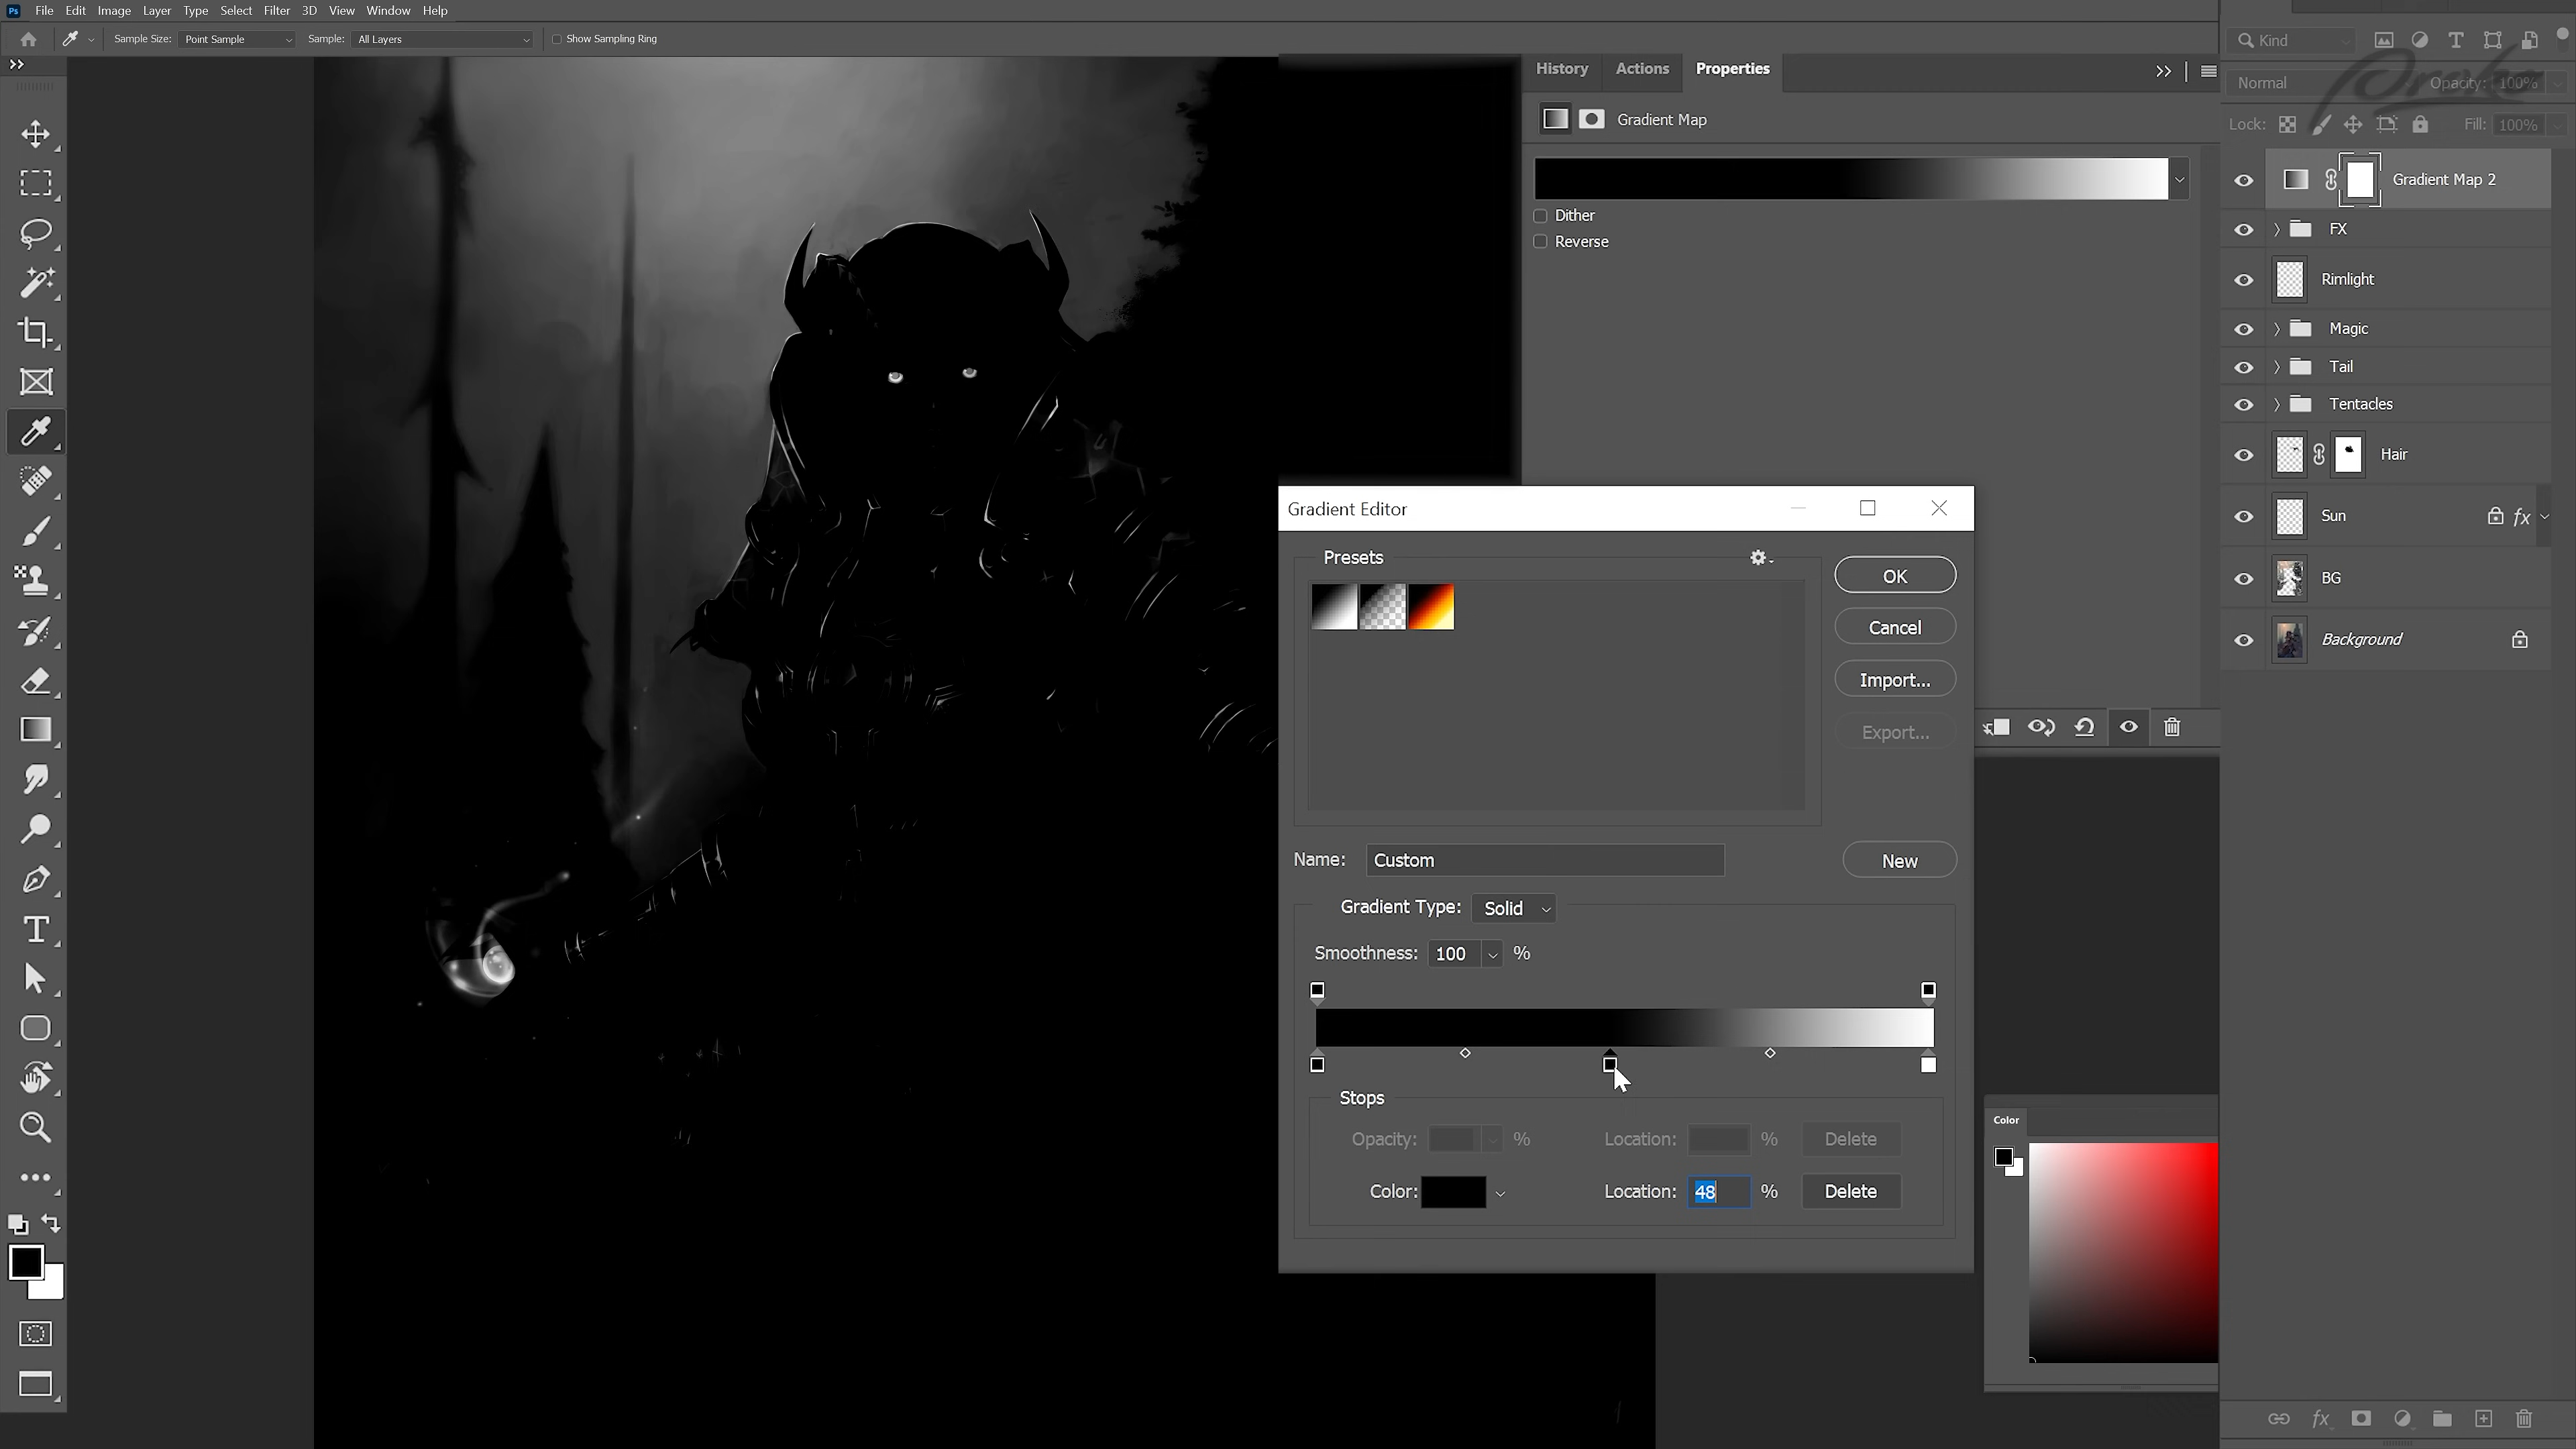 Ps File Edit Image Layer Type Select Filter 3D View Window Help
Sample Size: Point Sample Sample: All Layers Show Sampling Ring
History Actions Properties
Gradient Map
Dither
Reverse
Gradient Editor
Presets
OK
Cancel
Import...
Export...
Name: Custom New
Gradient Type: Solid
Smoothness: 100 %
Stops
Opacity: % Location: % Delete
Color: Location: 48 % Delete
Color
Kind
Normal Opacity: 100%
Lock: Fill: 100%
Gradient Map 2
FX
Rimlight
Magic
Tail
Tentacles
Hair
Sun fx
BG
Background
fx